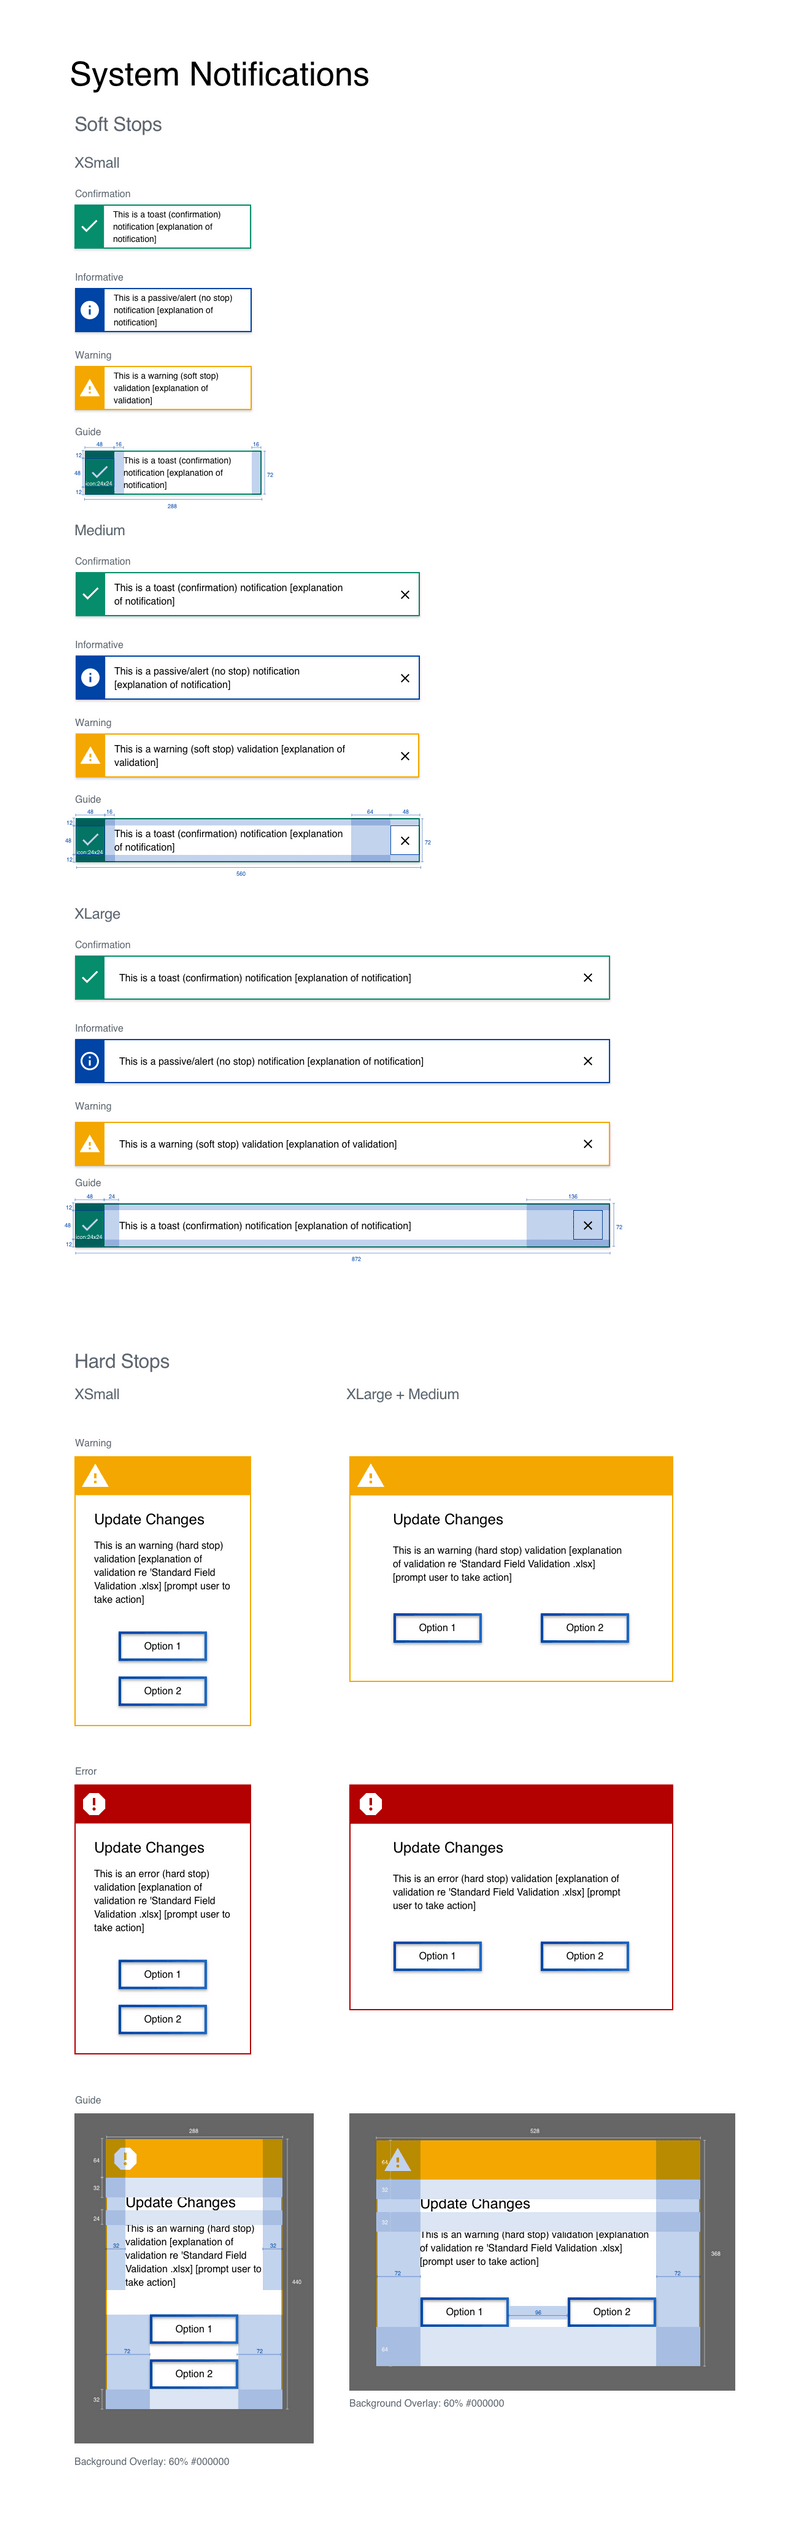 System Notifications
Soft Stops
XSmall
Confirmation
This is a toast (confirmation)
notification [explanation of
notification]
Informative
This is a passive/alert (no stop)
notification [explanation of
notification]
Warning
This is a warning (soft stop)
validation [explanation of
validation]
Guide
48 16 16
12
This is a toast (confirmation)
48
notification [explanation of
72
icon:24x24
notification]
12
288
Medium
Confirmation
This is a toast (confirmation) notification [explanation
of notification]
Informative
This is a passive/alert (no stop) notification
[explanation of notification]
Warning
This is a warning (soft stop) validation [explanation of
validation]
Guide
48 16 64 48
12
This is a toast (confirmation) notification [explanation
48
72
of notification]
icon:24x24
12
560
XLarge
Confirmation
This is a toast (confirmation) notification [explanation of notification]
Informative
This is a passive/alert (no stop) notification [explanation of notification]
Warning
This is a warning (soft stop) validation [explanation of validation]
Guide
48 24 136
12
48
This is a toast (confirmation) notification [explanation of notification]
72
icon:24x24
12
872
Hard Stops
XSmall
XLarge + Medium
Warning
Update Changes
This is an warning (hard stop)
validation [explanation of
validation re 'Standard Field
Validation .xlsx] [prompt user to
take action]
Option 1
Option 2
Update Changes
This is an warning (hard stop) validation [explanation
of validation re 'Standard Field Validation .xlsx]
[prompt user to take action]
Option 1
Option 2
Error
Update Changes
This is an error (hard stop)
validation [explanation of
validation re 'Standard Field
Validation .xlsx] [prompt user to
take action]
Option 1
Option 2
Update Changes
This is an error (hard stop) validation [explanation of
validation re 'Standard Field Validation .xlsx] [prompt
user to take action]
Option 1
Option 2
Guide
288
64
32
Update Changes
24
This is an warning (hard stop)
validation [explanation of
32 32
validation re 'Standard Field
Validation .xlsx] [prompt user to
take action]
440
Option 1
72 72
Option 2
32
Background Overlay: 60% #000000
528
64
32
Update Changes
32
This is an warning (hard stop) validation [explanation
of validation re 'Standard Field Validation .xlsx]
368
[prompt user to take action]
72 72
Option 1
96
Option 2
64
Background Overlay: 60% #000000